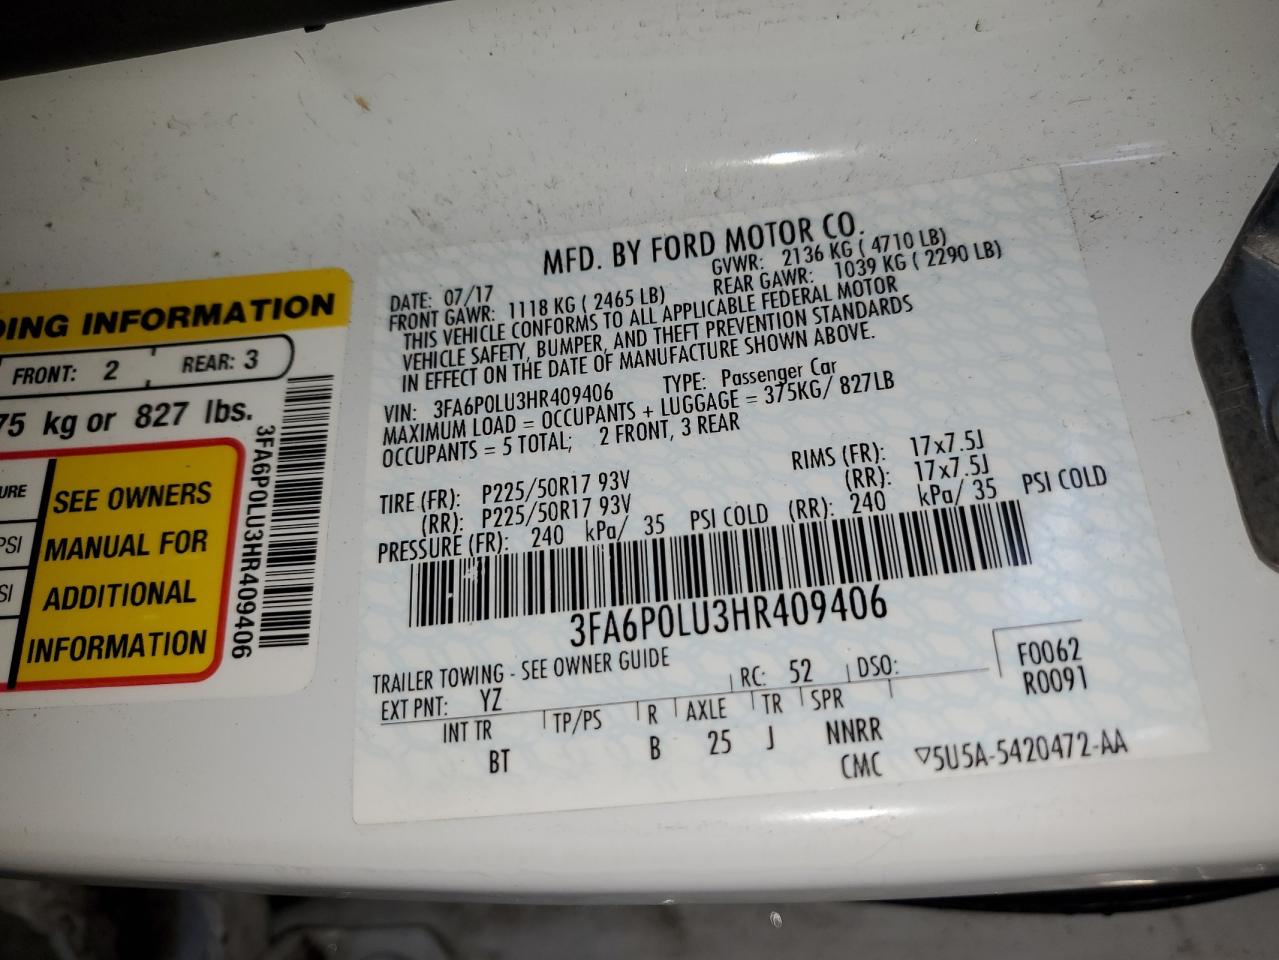 DING INFORMATION
FRONT: 2 REAR: 3
75 kg or 827 lbs.
URE
PSI
SI
SEE OWNERS
MANUAL FOR
ADDITIONAL
INFORMATION
3FA6P0LU3HR409406
MFD. BY FORD MOTOR CO.
DATE: 07/17 GVWR: 2136 KG ( 4710 LB)
FRONT GAWR: 1118 KG ( 2465 LB) REAR GAWR: 1039 KG ( 2290 LB)
THIS VEHICLE CONFORMS TO ALL APPLICABLE FEDERAL MOTOR
VEHICLE SAFETY, BUMPER, AND THEFT PREVENTION STANDARDS
IN EFFECT ON THE DATE OF MANUFACTURE SHOWN ABOVE.
VIN: 3FA6P0LU3HR409406 TYPE: Passenger Car
MAXIMUM LOAD = OCCUPANTS + LUGGAGE = 375KG/ 827LB
OCCUPANTS = 5 TOTAL; 2 FRONT, 3 REAR
TIRE (FR): P225/50R17 93V RIMS (FR): 17x7.5J
(RR): P225/50R17 93V (RR): 17x7.5J
PRESSURE (FR): 240 kPa/ 35 PSI COLD (RR): 240 kPa/ 35 PSI COLD
3FA6P0LU3HR409406
TRAILER TOWING - SEE OWNER GUIDE
EXT PNT: YZ RC: 52 DSO: F0062
R0091
INT TR TP/PS R AXLE TR SPR
BT B 25 J NNRR
CMC ▽5U5A-5420472-AA